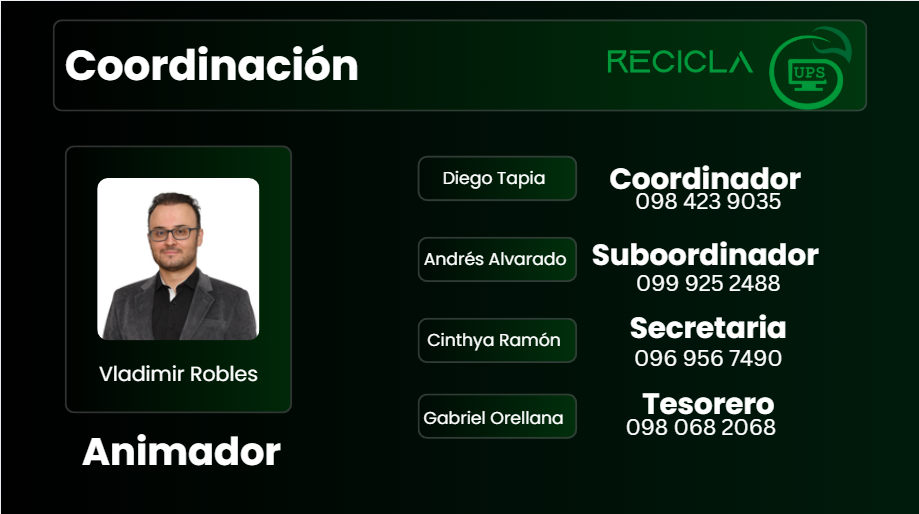 Coordinación
RECICLA
UPS
Vladimir Robles
Animador
Diego Tapia
Coordinador
098 423 9035
Andrés Alvarado
Suboordinador
099 925 2488
Cinthya Ramón
Secretaria
096 956 7490
Gabriel Orellana
Tesorero
098 068 2068